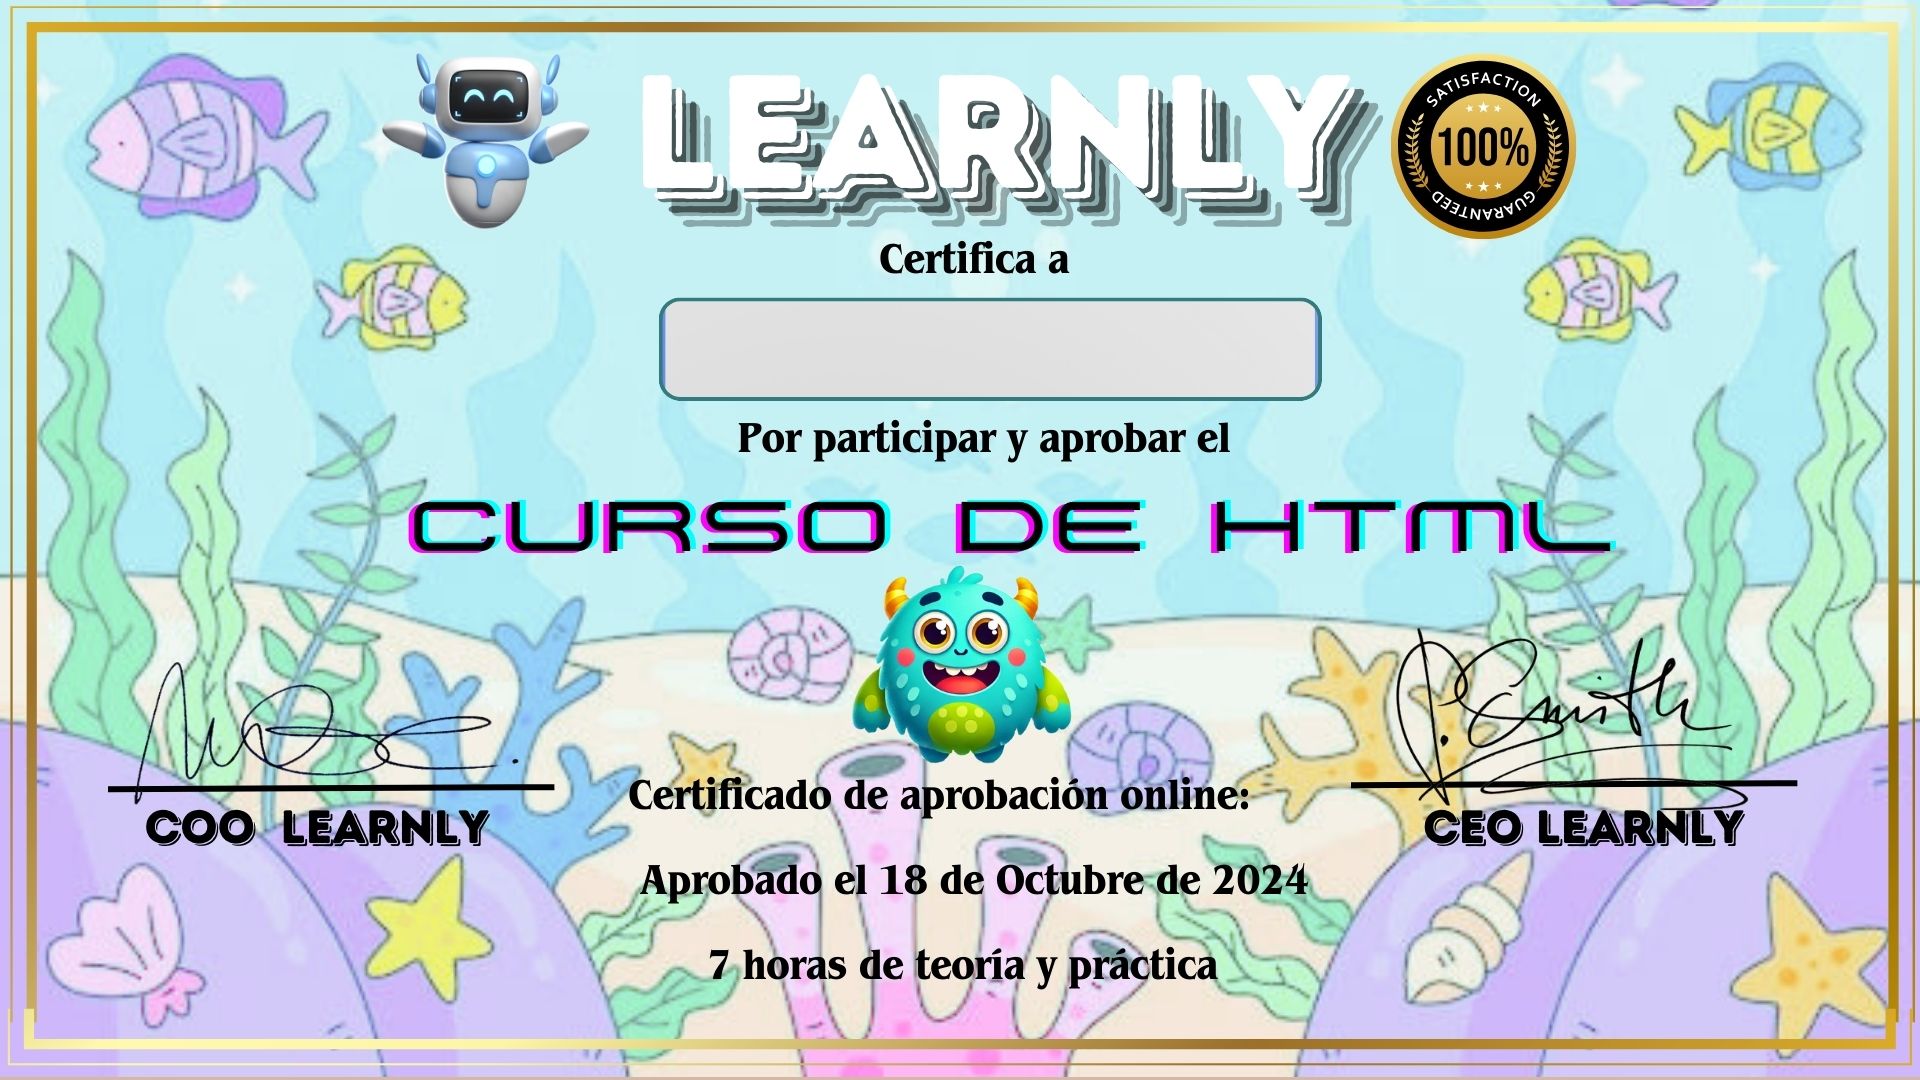 LEARNLY
SATISFACTION
100%
GUARANTEED
Certifica a
Por participar y aprobar el
CURSO DE HTML
P. Smith
COO LEARNLY
CEO LEARNLY
Certificado de aprobación online:
Aprobado el 18 de Octubre de 2024
7 horas de teoría y práctica